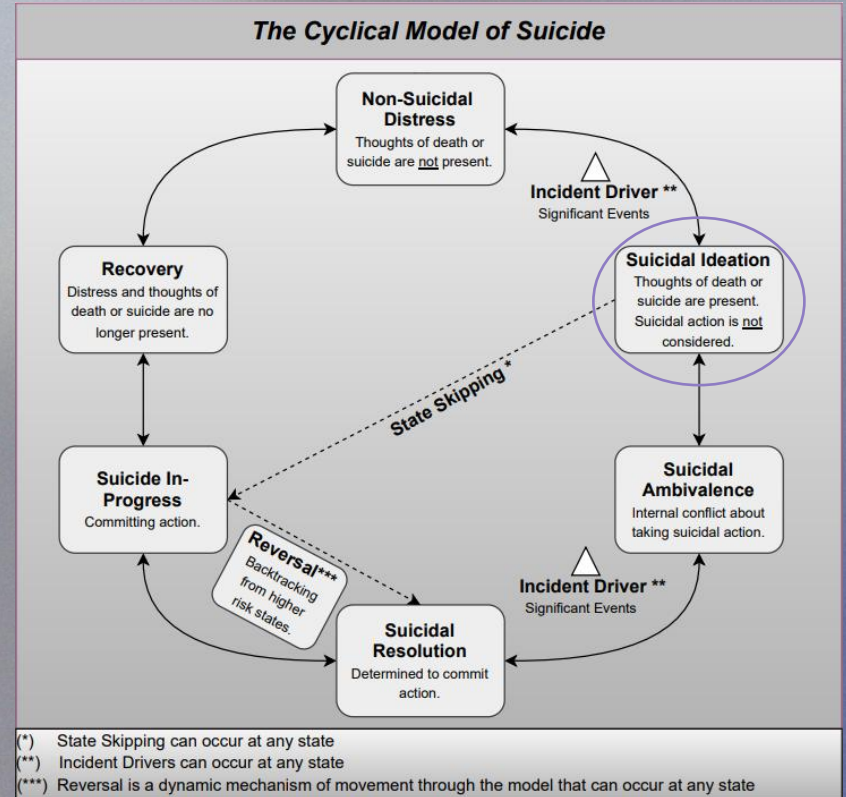 The Cyclical Model of Suicide
Non-Suicidal
Distress
Thoughts of death or
suicide are not present.
Incident Driver **
Significant Events
Suicidal Ideation
Thoughts of death or
suicide are present.
Suicidal action is not
considered.
Recovery
Distress and thoughts of
death or suicide are no
longer present.
State Skipping *
Suicidal
Ambivalence
Internal conflict about
taking suicidal action.
Suicide In-
Progress
Committing action.
Reversal***
Backtracking
from higher
risk states.
Incident Driver **
Significant Events
Suicidal
Resolution
Determined to commit
action.
(*) State Skipping can occur at any state
(**) Incident Drivers can occur at any state
(***) Reversal is a dynamic mechanism of movement through the model that can occur at any state